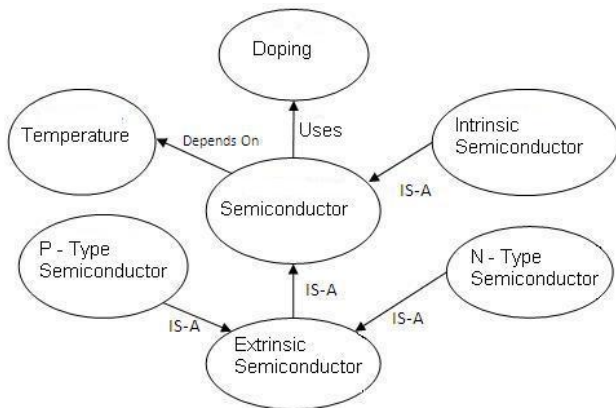 Doping
Temperature
Depends On
Uses
Intrinsic
Semiconductor
IS-A
Semiconductor
P - Type
Semiconductor
N - Type
Semiconductor
IS-A
IS-A
IS-A
Extrinsic
Semiconductor